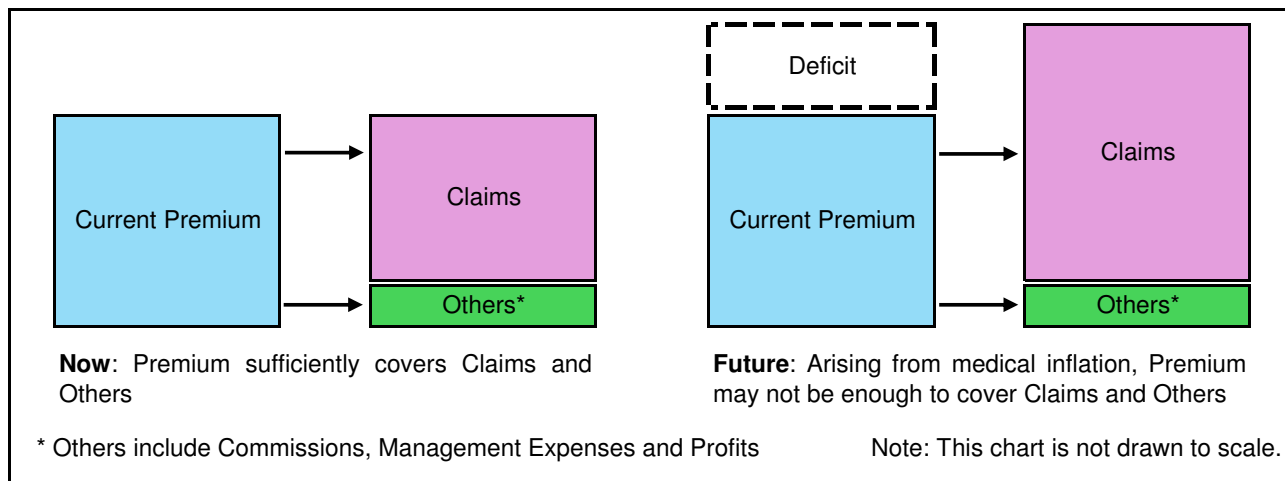 Deficit
Current Premium
Claims
Others*
Current Premium
Claims
Others*
Now: Premium sufficiently covers Claims and
Others
Future: Arising from medical inflation, Premium
may not be enough to cover Claims and Others
* Others include Commissions, Management Expenses and Profits
Note: This chart is not drawn to scale.